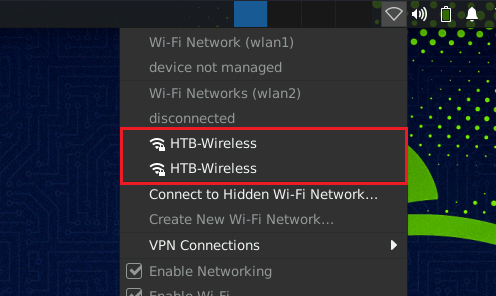 Wi-Fi Network (wlan1)
device not managed
Wi-Fi Networks (wlan2)
disconnected
HTB-Wireless
HTB-Wireless
Connect to Hidden Wi-Fi Network...
Create New Wi-Fi Network...
VPN Connections
Enable Networking
Enable Wi-Fi